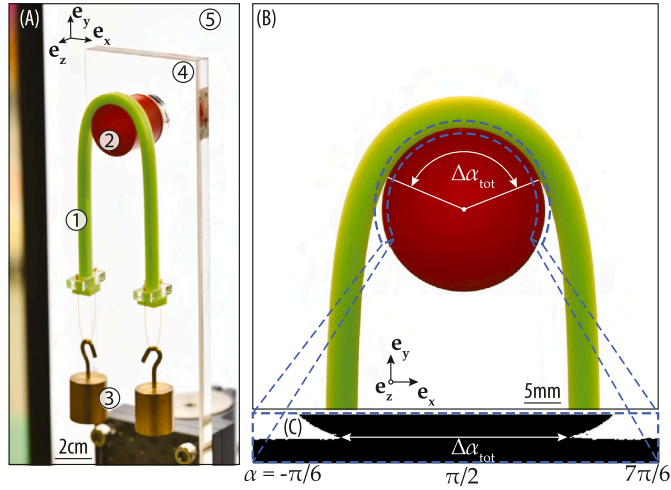 (A)
⑤
e_y
e_x
e_z
④
②
①
③
2cm
(B)
Δα_tot
e_y
e_z e_x
5mm
(C)
Δα_tot
α = -π/6 π/2 7π/6